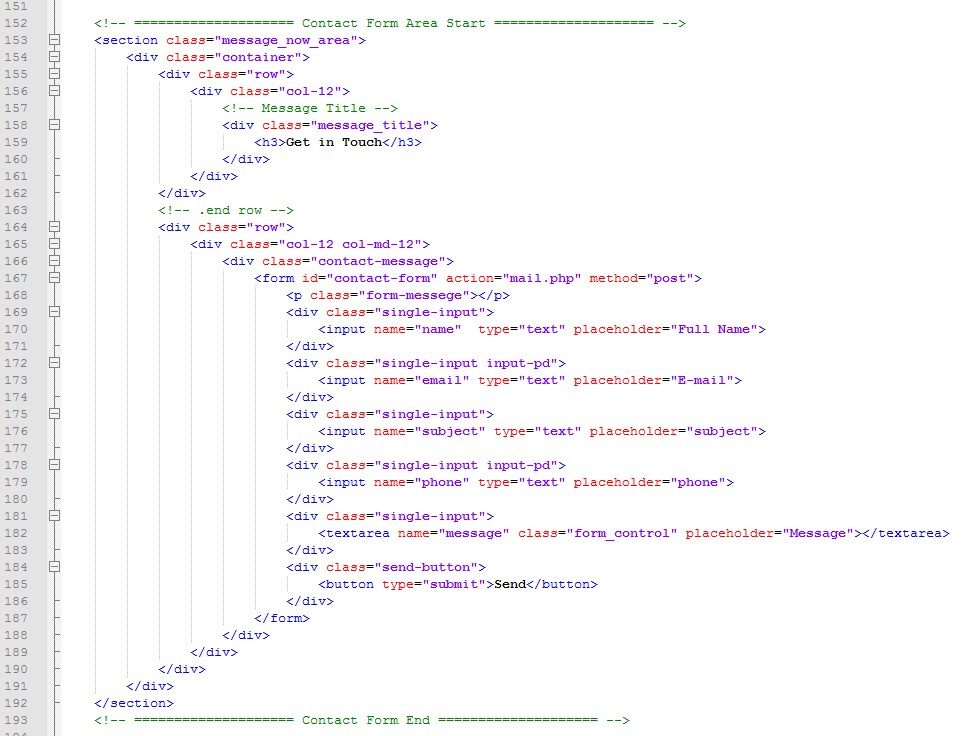 151
152 <!-- ==================== Contact Form Area Start ==================== -->
153 <section class="message_now_area">
154 <div class="container">
155 <div class="row">
156 <div class="col-12">
157 <!-- Message Title -->
158 <div class="message_title">
159 <h3>Get in Touch</h3>
160 </div>
161 </div>
162 </div>
163 <!-- .end row -->
164 <div class="row">
165 <div class="col-12 col-md-12">
166 <div class="contact-message">
167 <form id="contact-form" action="mail.php" method="post">
168 <p class="form-messege"></p>
169 <div class="single-input">
170 <input name="name"  type="text" placeholder="Full Name">
171 </div>
172 <div class="single-input input-pd">
173 <input name="email" type="text" placeholder="E-mail">
174 </div>
175 <div class="single-input">
176 <input name="subject" type="text" placeholder="subject">
177 </div>
178 <div class="single-input input-pd">
179 <input name="phone" type="text" placeholder="phone">
180 </div>
181 <div class="single-input">
182 <textarea name="message" class="form_control" placeholder="Message"></textarea>
183 </div>
184 <div class="send-button">
185 <button type="submit">Send</button>
186 </div>
187 </form>
188 </div>
189 </div>
190 </div>
191 </div>
192 </section>
193 <!-- ==================== Contact Form End ==================== -->